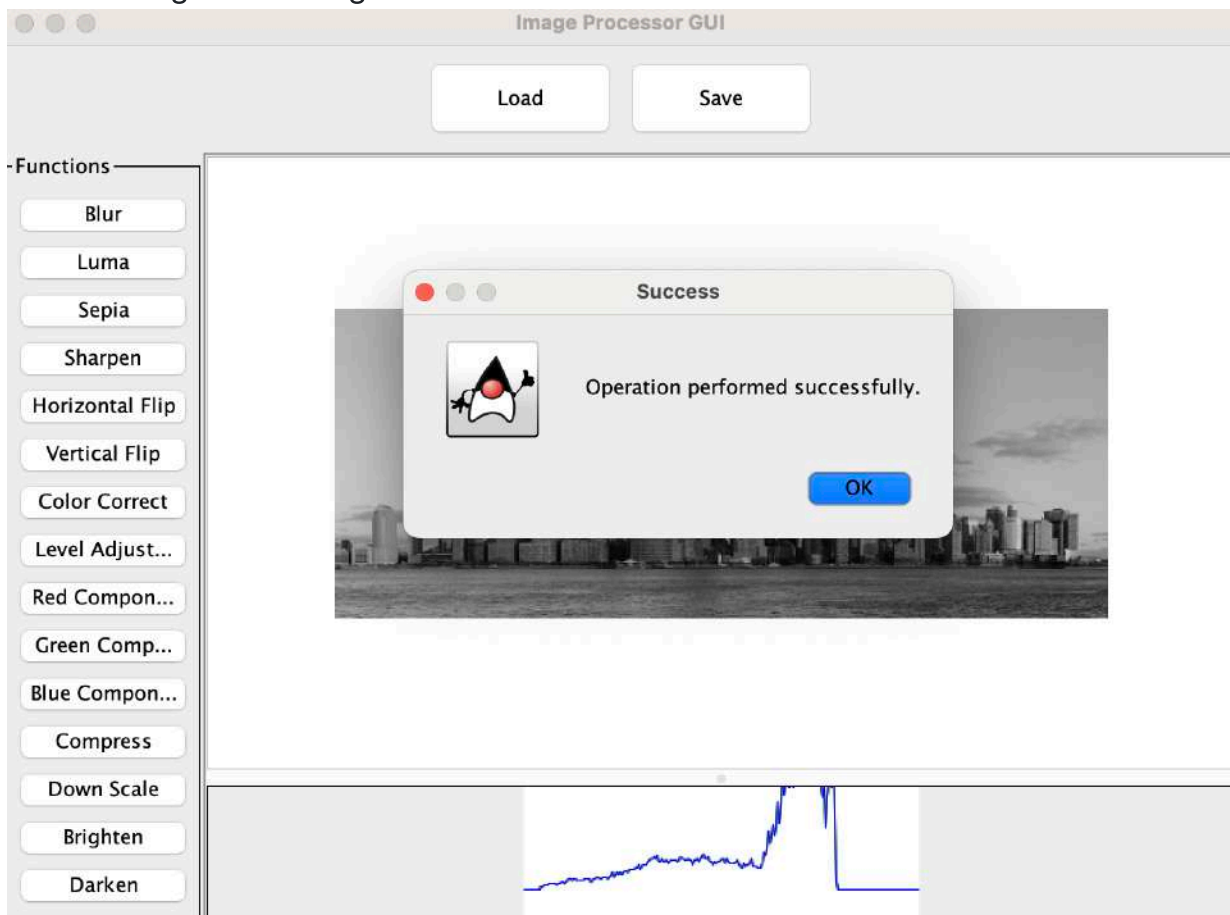 Image Processor GUI
Load
Save
Functions
Blur
Luma
Sepia
Sharpen
Horizontal Flip
Vertical Flip
Color Correct
Level Adjust...
Red Compon...
Green Comp...
Blue Compon...
Compress
Down Scale
Brighten
Darken
Success
Operation performed successfully.
OK